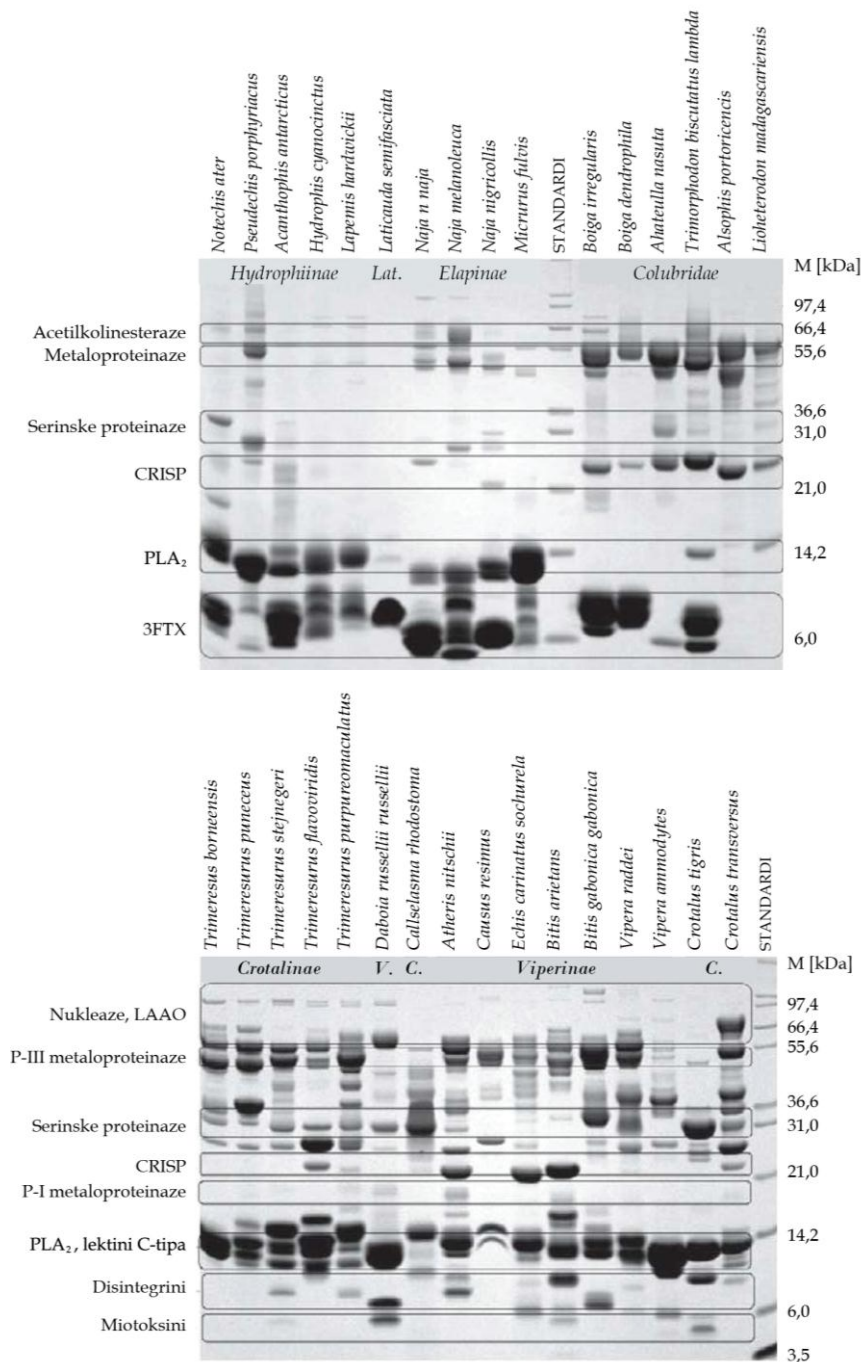 Notechis ater
Pseudechis porphyriacus
Acanthophis antarcticus
Hydrophis cyanocinctus
Lapemis hardwickii
Laticauda semifasciata
Naja n naja
Naja melanoleuca
Naja nigricollis
Micrurus fulvis
STANDARDI
Boiga irregularis
Boiga dendrophila
Ahateulla nasuta
Trimorphodon biscutatus lambda
Alsophis portoricencis
Lioheterodon madagascariensis
Hydrophiinae Lat. Elapinae Colubridae
M [kDa]
97,4
Acetilkolinesteraze 66,4
Metaloproteinaze 55,6
36,6
Serinske proteinaze 31,0
CRISP
21,0
PLA₂ 14,2
3FTX 6,0
Trimeresus borneensis
Trimeresurus puneceus
Trimeresurus stejnegeri
Trimeresurus flavoviridis
Trimeresurus purpureomaculatus
Daboia russellii russellii
Callselasma rhodostoma
Atheris nitschii
Causus resimus
Echis carinatus sochurela
Bitis arietans
Bitis gabonica gabonica
Vipera raddei
Vipera ammodytes
Crotalus tigris
Crotalus transversus
STANDARDI
Crotalinae V. C. Viperinae C.
M [kDa]
Nukleaze, LAAO 97,4
66,4
P-III metaloproteinaze 55,6
36,6
Serinske proteinaze 31,0
CRISP 21,0
P-I metaloproteinaze
PLA₂, lektini C-tipa 14,2
Disintegrini
6,0
Miotoksini
3,5